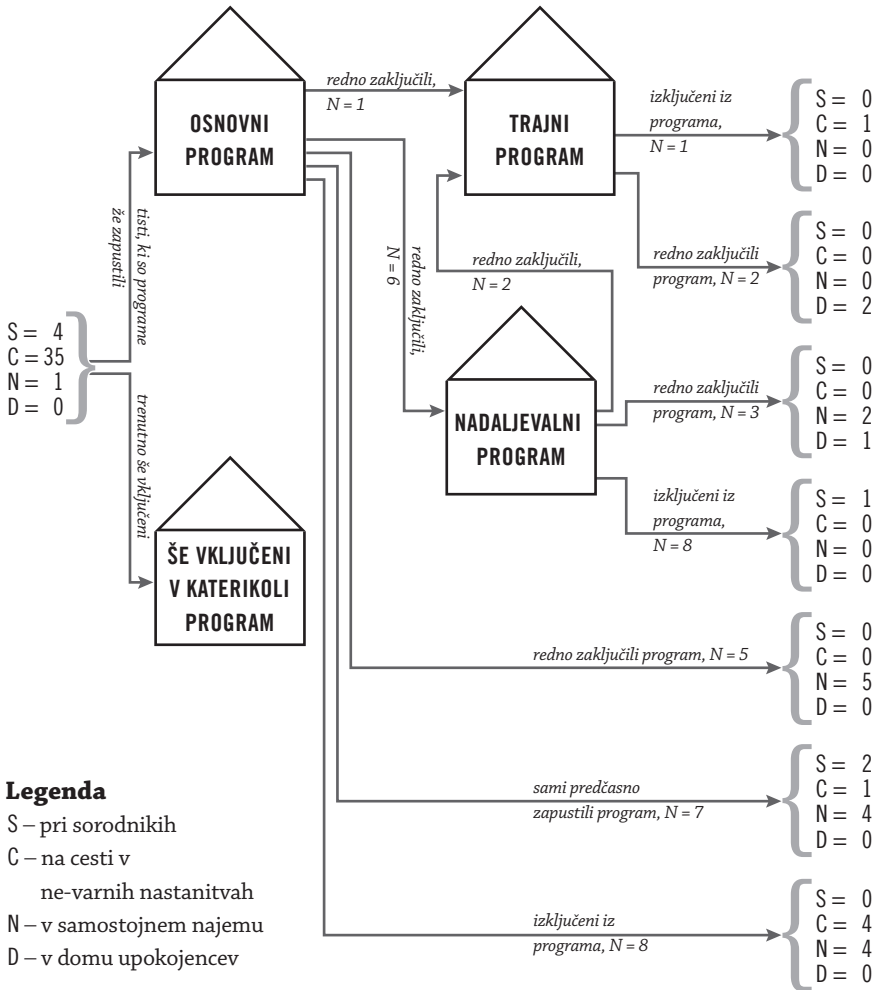 redno zaključili,
N = 1
OSNOVNI
PROGRAM
TRAJNI
PROGRAM
izključeni iz
programa,
N = 1
S = 0
C = 1
N = 0
D = 0
tisti, ki so programe
že zapustili
redno zaključili,
N = 6
redno zaključili,
N = 2
redno zaključili
program, N = 2
S = 0
C = 0
N = 0
D = 2
S = 4
C = 35
N = 1
D = 0
NADALJEVALNI
PROGRAM
redno zaključili
program, N = 3
S = 0
C = 0
N = 2
D = 1
trenutno še vključeni
izključeni iz
programa,
N = 8
S = 1
C = 0
N = 0
D = 0
ŠE VKLJUČENI
V KATERIKOLI
PROGRAM
redno zaključili program, N = 5
S = 0
C = 0
N = 5
D = 0
sami predčasno
zapustili program, N = 7
S = 2
C = 1
N = 4
D = 0
izključeni iz
programa, N = 8
S = 0
C = 4
N = 4
D = 0
Legenda
S – pri sorodnikih
C – na cesti v
ne-varnih nastanitvah
N – v samostojnem najemu
D – v domu upokojencev